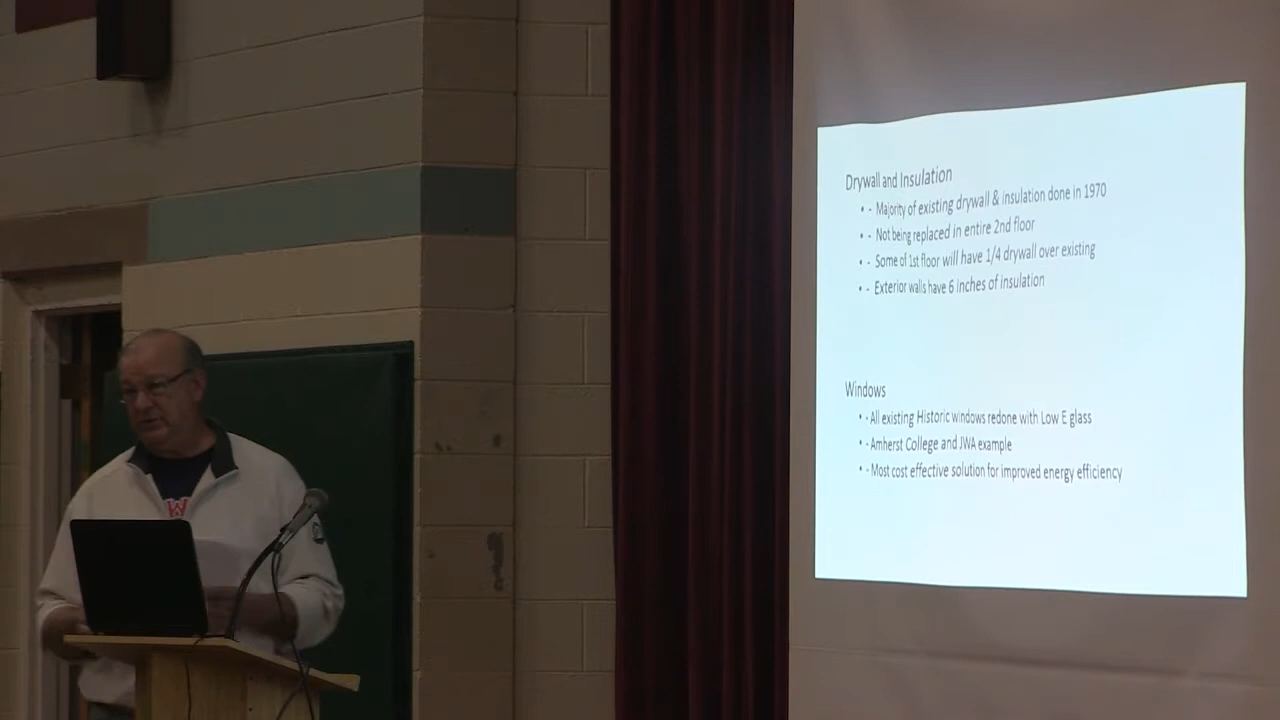 Drywall and Insulation
• - Majority of existing drywall & insulation done in 1970
• - Not being replaced in entire 2nd floor
• - Some of 1st floor will have 1/4 drywall over existing
• - Exterior walls have 6 inches of insulation
Windows
• - All existing Historic windows redone with Low E glass
• - Amherst College and JWA example
• - Most cost effective solution for improved energy efficiency
W